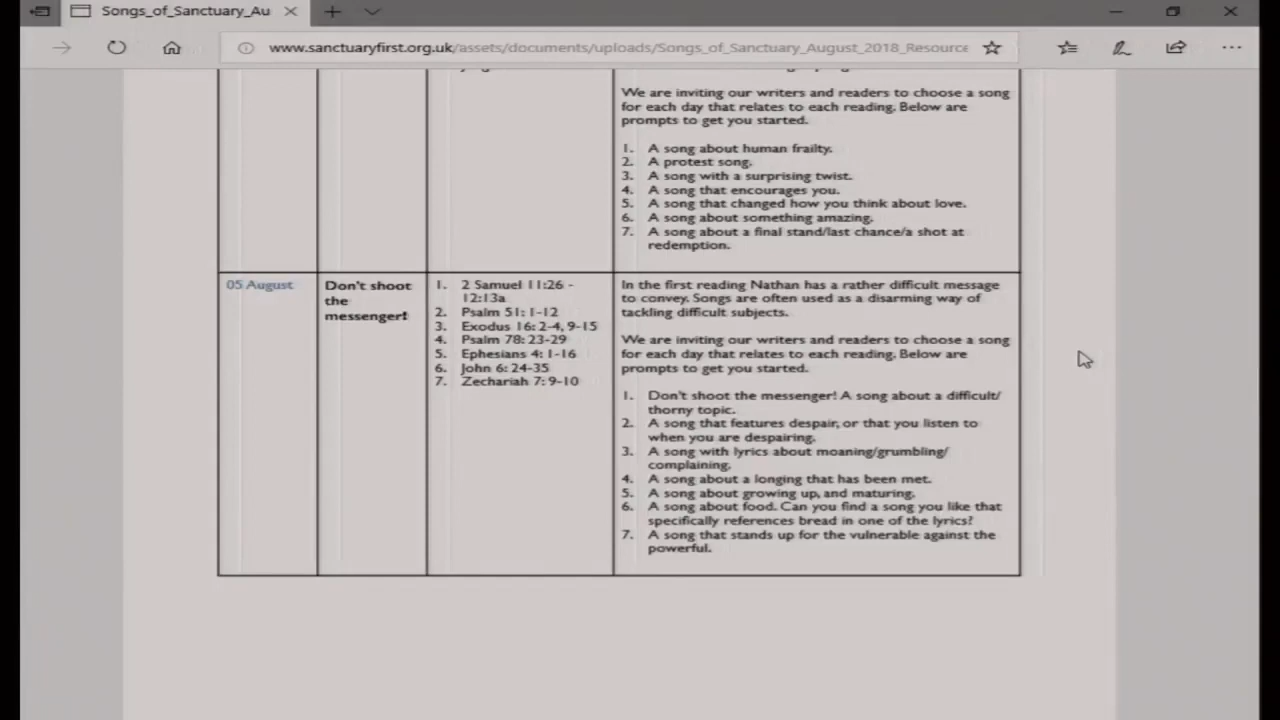 Songs_of_Sanctuary_Au
www.sanctuaryfirst.org.uk/assets/documents/uploads/Songs_of_Sanctuary_August_2018_Resource
We are inviting our writers and readers to choose a song
for each day that relates to each reading. Below are
prompts to get you started.
1. A song about human frailty.
2. A protest song.
3. A song with a surprising twist.
4. A song that encourages you.
5. A song that changed how you think about love.
6. A song about something amazing.
7. A song about a final stand/last chance/a shot at
redemption.
05 August
Don't shoot
the
messenger!
1. 2 Samuel 11:26 -
12:13a
2. Psalm 51: 1-12
3. Exodus 16: 2-4, 9-15
4. Psalm 78: 23-29
5. Ephesians 4: 1-16
6. John 6: 24-35
7. Zechariah 7: 9-10
In the first reading Nathan has a rather difficult message
to convey. Songs are often used as a disarming way of
tackling difficult subjects.
We are inviting our writers and readers to choose a song
for each day that relates to each reading. Below are
prompts to get you started.
1. Don't shoot the messenger! A song about a difficult/
thorny topic.
2. A song that features despair, or that you listen to
when you are despairing.
3. A song with lyrics about moaning/grumbling/
complaining.
4. A song about a longing that has been met.
5. A song about growing up, and maturing.
6. A song about food. Can you find a song you like that
specifically references bread in one of the lyrics?
7. A song that stands up for the vulnerable against the
powerful.